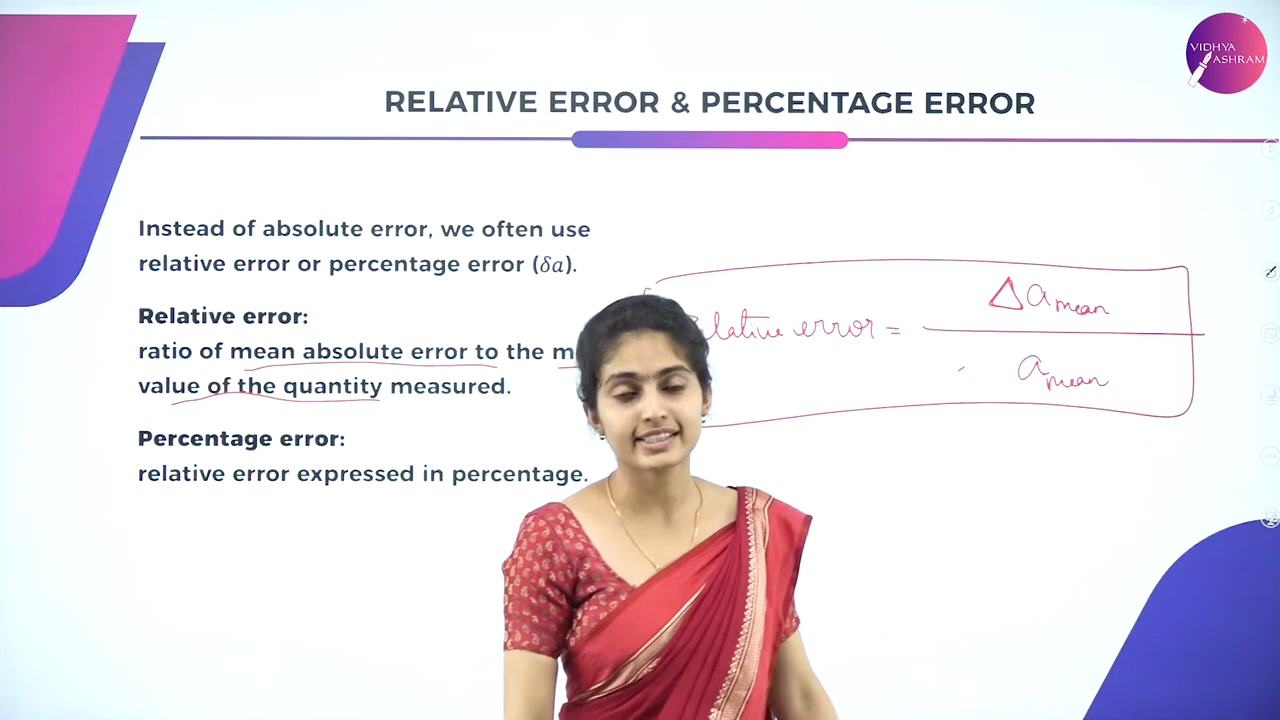 VIDHYA
ASHRAM
RELATIVE ERROR & PERCENTAGE ERROR
Instead of absolute error, we often use
relative error or percentage error (δa).
Relative error:
ratio of mean absolute error to the
value of the quantity measured.
Percentage error:
relative error expressed in percentage.
error = Δa mean
a mean